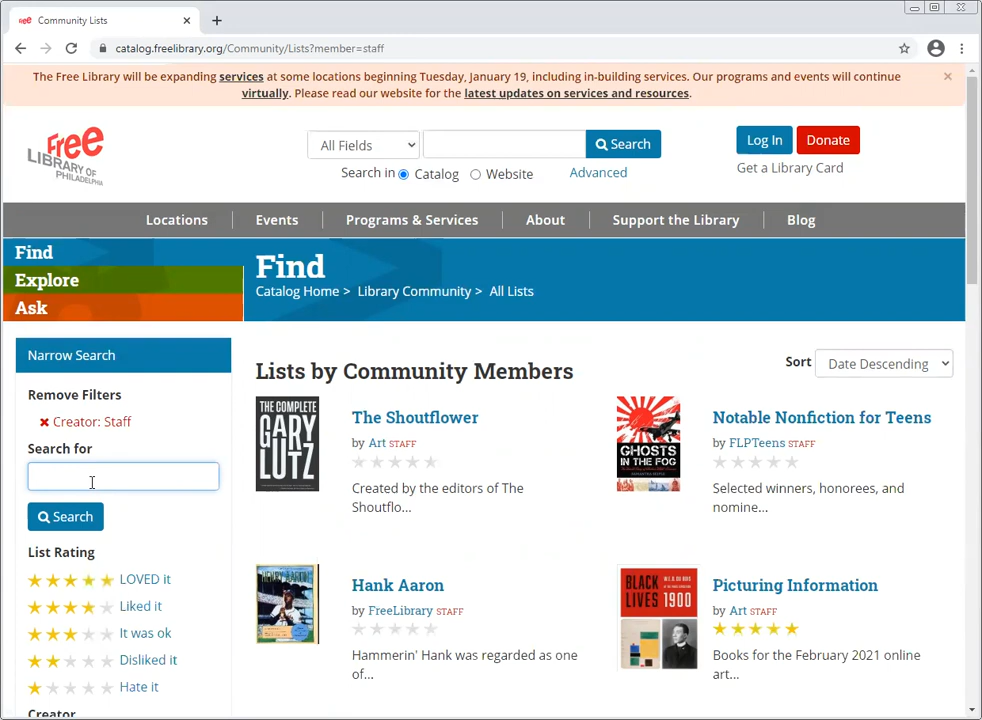 Free Community Lists
catalog.freelibrary.org/Community/Lists?member=staff
The Free Library will be expanding services at some locations beginning Tuesday, January 19, including in-building services. Our programs and events will continue
virtually. Please read our website for the latest updates on services and resources.
Free
LIBRARY OF
PHILADELPHIA
All Fields
Search
Search in Catalog Website Advanced
Log In Donate
Get a Library Card
Locations Events Programs & Services About Support the Library Blog
Find
Explore
Ask
Find
Catalog Home > Library Community > All Lists
Narrow Search
Remove Filters
Creator: Staff
Search for
Search
List Rating
LOVED it
Liked it
It was ok
Disliked it
Hate it
Creator
Lists by Community Members
Sort Date Descending
THE COMPLETE
GARY
LUTZ
The Shoutflower
by Art STAFF
Created by the editors of The
Shoutflo...
GHOSTS
IN THE FOG
Notable Nonfiction for Teens
by FLPTeens STAFF
Selected winners, honorees, and
nomine...
Hank Aaron
by FreeLibrary STAFF
Hammerin' Hank was regarded as one
of...
BLACK
LIVES 1900
Picturing Information
by Art STAFF
Books for the February 2021 online
art...